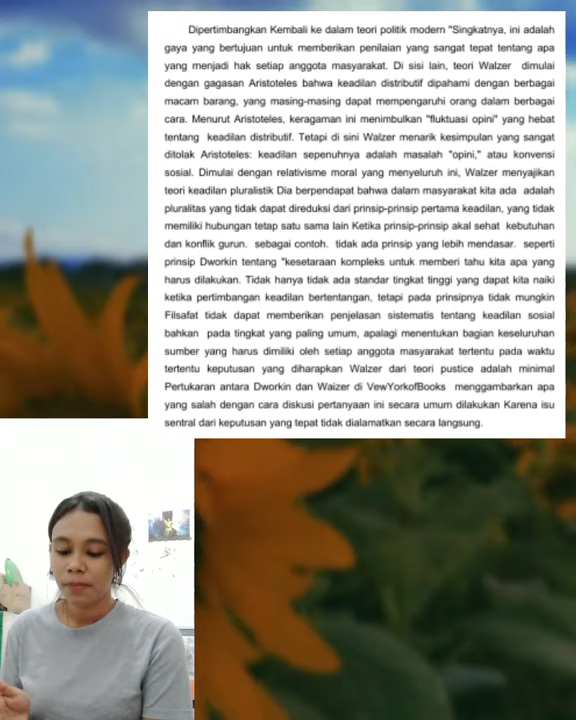 Dipertimbangkan Kembali ke dalam teori politik modern "Singkatnya, ini adalah
gaya yang bertujuan untuk memberikan penilaian yang sangat tepat tentang apa
yang menjadi hak setiap anggota masyarakat. Di sisi lain, teori Walzer dimulai
dengan gagasan Aristoteles bahwa keadilan distributif dipahami dengan berbagai
macam barang, yang masing-masing dapat mempengaruhi orang dalam berbagai
cara. Menurut Aristoteles, keragaman ini menimbulkan "fluktuasi opini" yang hebat
tentang keadilan distributif. Tetapi di sini Walzer menarik kesimpulan yang sangat
ditolak Aristoteles: keadilan sepenuhnya adalah masalah "opini," atau konvensi
sosial. Dimulai dengan relativisme moral yang menyeluruh ini, Walzer menyajikan
teori keadilan pluralistik Dia berpendapat bahwa dalam masyarakat kita ada adalah
pluralitas yang tidak dapat direduksi dari prinsip-prinsip pertama keadilan, yang tidak
memiliki hubungan tetap satu sama lain Ketika prinsip-prinsip akal sehat kebutuhan
dan konflik gurun. sebagai contoh. tidak ada prinsip yang lebih mendasar. seperti
prinsip Dworkin tentang "kesetaraan kompleks untuk memberi tahu kita apa yang
harus dilakukan. Tidak hanya tidak ada standar tingkat tinggi yang dapat kita naiki
ketika pertimbangan keadilan bertentangan, tetapi pada prinsipnya tidak mungkin
Filsafat tidak dapat memberikan penjelasan sistematis tentang keadilan sosial
bahkan pada tingkat yang paling umum, apalagi menentukan bagian keseluruhan
sumber yang harus dimiliki oleh setiap anggota masyarakat tertentu pada waktu
tertentu keputusan yang diharapkan Walzer dari teori pustice adalah minimal
Pertukaran antara Dworkin dan Waizer di VewYorkofBooks menggambarkan apa
yang salah dengan cara diskusi pertanyaan ini secara umum dilakukan Karena isu
sentral dari keputusan yang tepat tidak dialamatkan secara langsung.